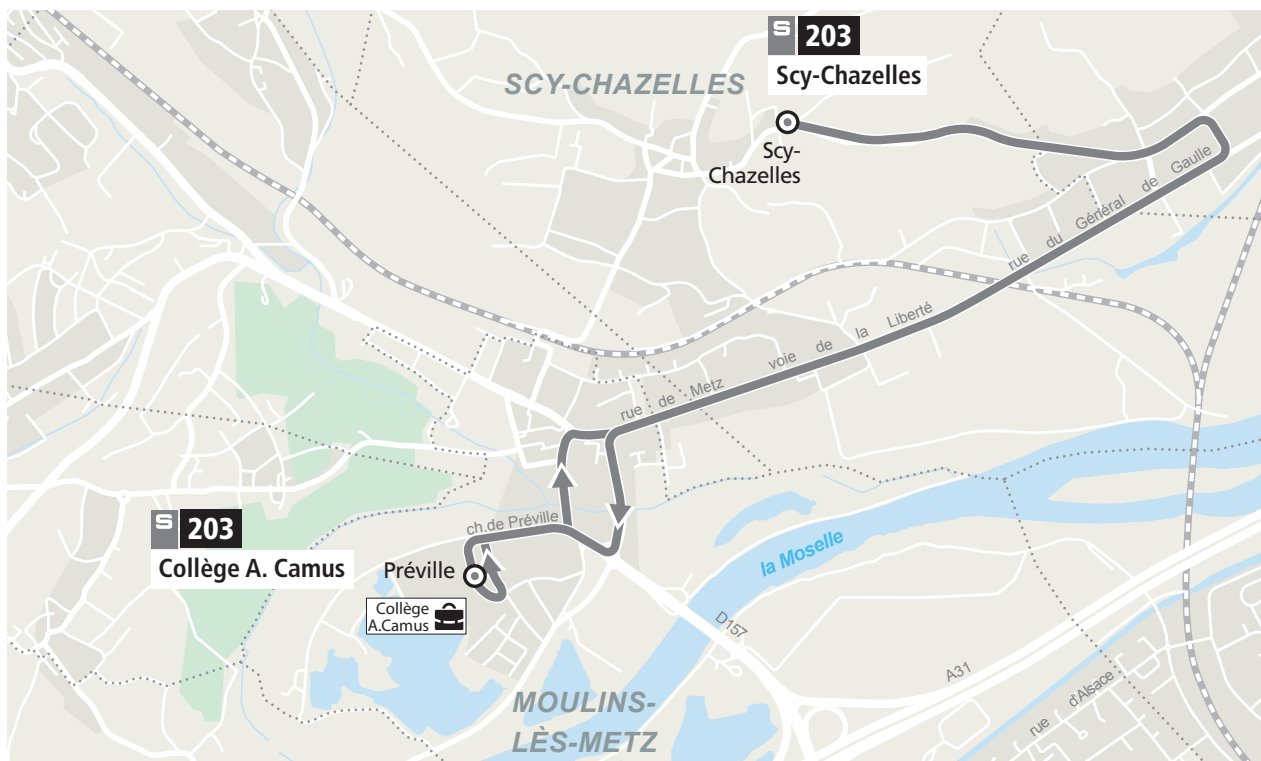 S 203
Scy-Chazelles
SCY-CHAZELLES
Scy-
Chazelles
rue du Général de Gaulle
voie de la Liberté
rue de Metz
ch.de Préville
S 203
Collège A. Camus
Préville
Collège
A.Camus
la Moselle
D157
A31
rue d'Alsace
MOULINS-
LÈS-METZ